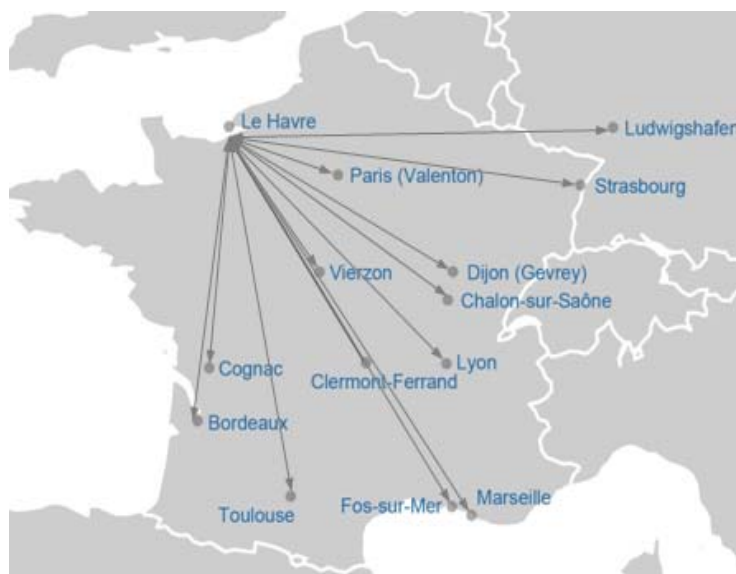 Le Havre
Ludwigshafen
Paris (Valenton)
Strasbourg
Vierzon
Dijon (Gevrey)
Chalon-sur-Saône
Cognac
Clermont-Ferrand
Lyon
Bordeaux
Toulouse
Fos-sur-Mer
Marseille